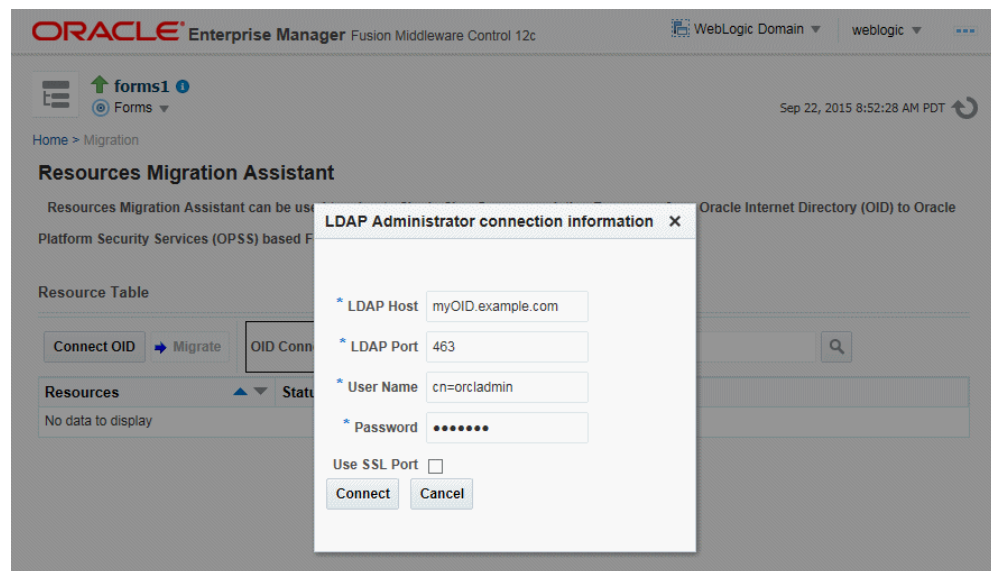 ORACLE Enterprise Manager Fusion Middleware Control 12c
WebLogic Domain
weblogic
forms1
Forms
Sep 22, 2015 8:52:28 AM PDT
Home > Migration
Resources Migration Assistant
Resources Migration Assistant can be Oracle Internet Directory (OID) to Oracle
Platform Security Services (OPSS) based
Resource Table
Connect OID
Migrate
OID
Resources
No data to display
LDAP Administrator connection information
* LDAP Host myOID.example.com
* LDAP Port 463
* User Name cn=orcladmin
* Password •••••••
Use SSL Port
Connect
Cancel